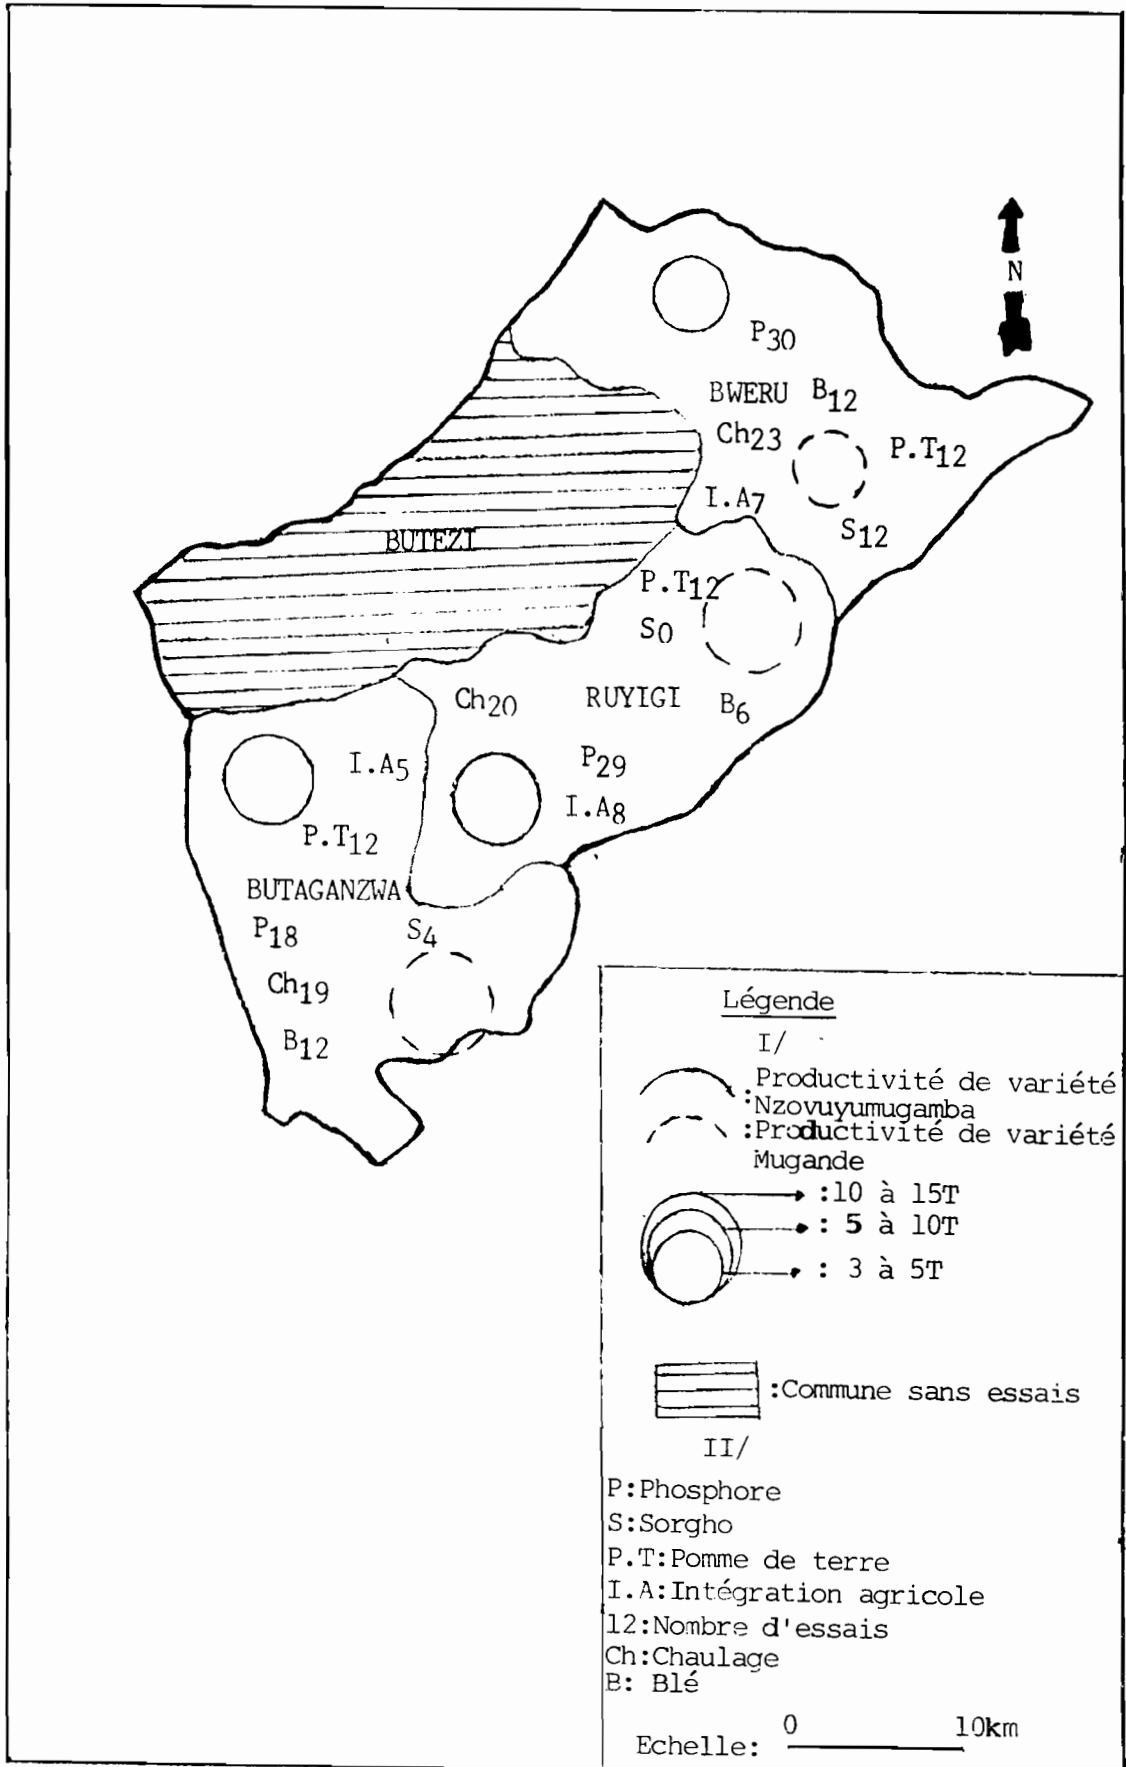 N
P30
BWERU B12
Ch23
P.T12
I.A7
S12
BUTEZI
P.T12
S0
Ch20
RUYIGI
B6
I.A5
P29
I.A8
P.T12
BUTAGANZWA
P18
S4
Ch19
B12
Légende
I/
:Productivité de variété
Nzovuyumugamba
:Productivité de variété
Mugande
:10 à 15T
: 5 à 10T
: 3 à 5T
:Commune sans essais
II/
P:Phosphore
S:Sorgho
P.T:Pomme de terre
I.A:Intégration agricole
12:Nombre d'essais
Ch:Chaulage
B: Blé
0 10km
Echelle: